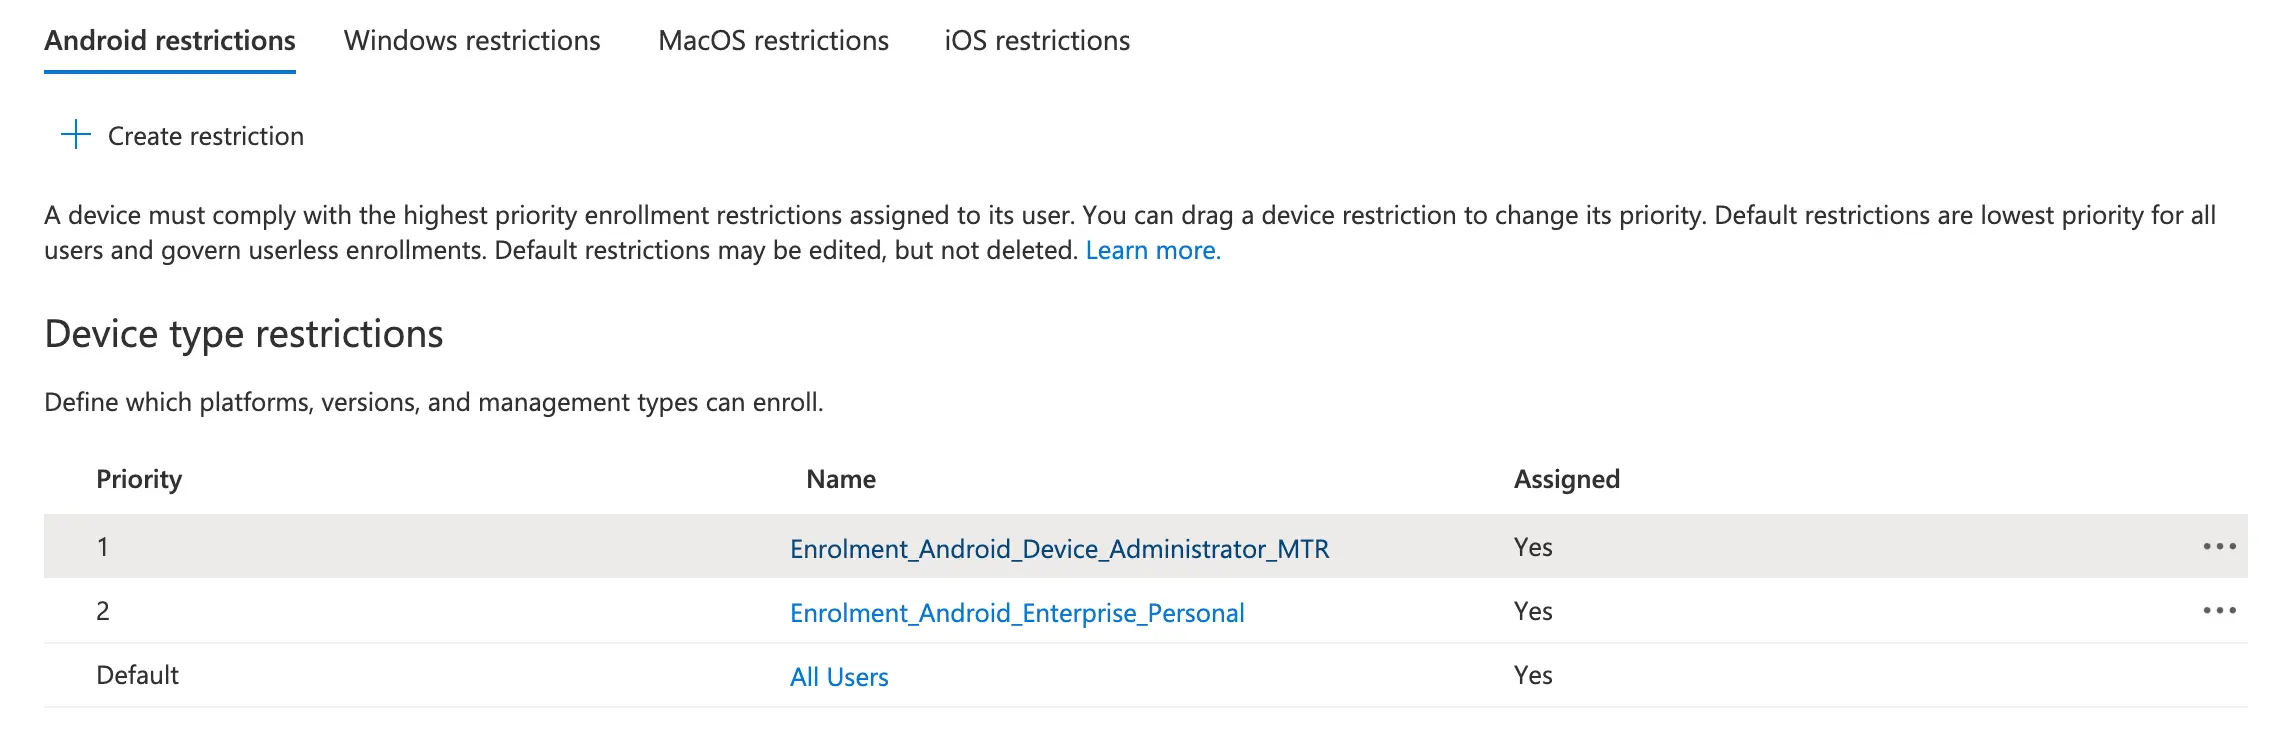 Android restrictions Windows restrictions MacOS restrictions iOS restrictions
Create restriction
A device must comply with the highest priority enrollment restrictions assigned to its user. You can drag a device restriction to change its priority. Default restrictions are lowest priority for all
users and govern userless enrollments. Default restrictions may be edited, but not deleted. Learn more.
Device type restrictions
Define which platforms, versions, and management types can enroll.
Priority Name Assigned
1 Enrolment_Android_Device_Administrator_MTR Yes
2 Enrolment_Android_Enterprise_Personal Yes
Default All Users Yes